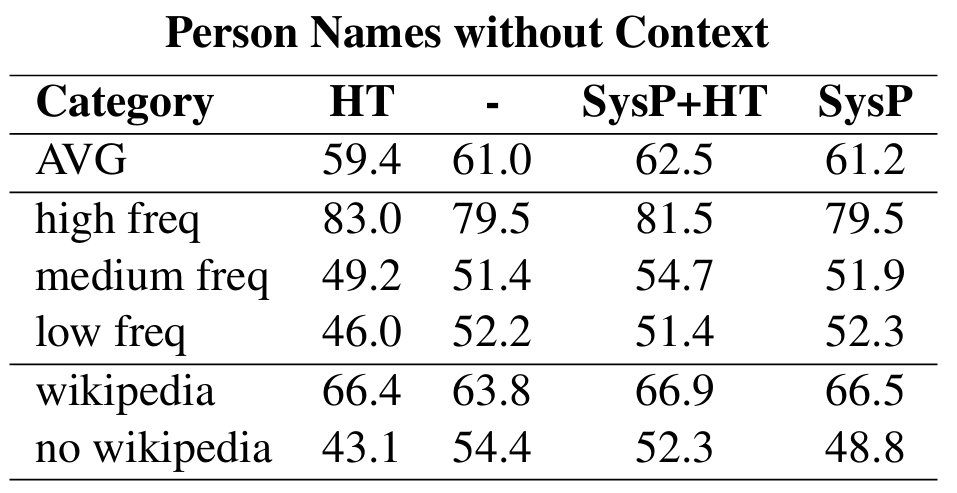 Person Names without Context
Category HT - SysP+HT SysP
AVG 59.4 61.0 62.5 61.2
high freq 83.0 79.5 81.5 79.5
medium freq 49.2 51.4 54.7 51.9
low freq 46.0 52.2 51.4 52.3
wikipedia 66.4 63.8 66.9 66.5
no wikipedia 43.1 54.4 52.3 48.8